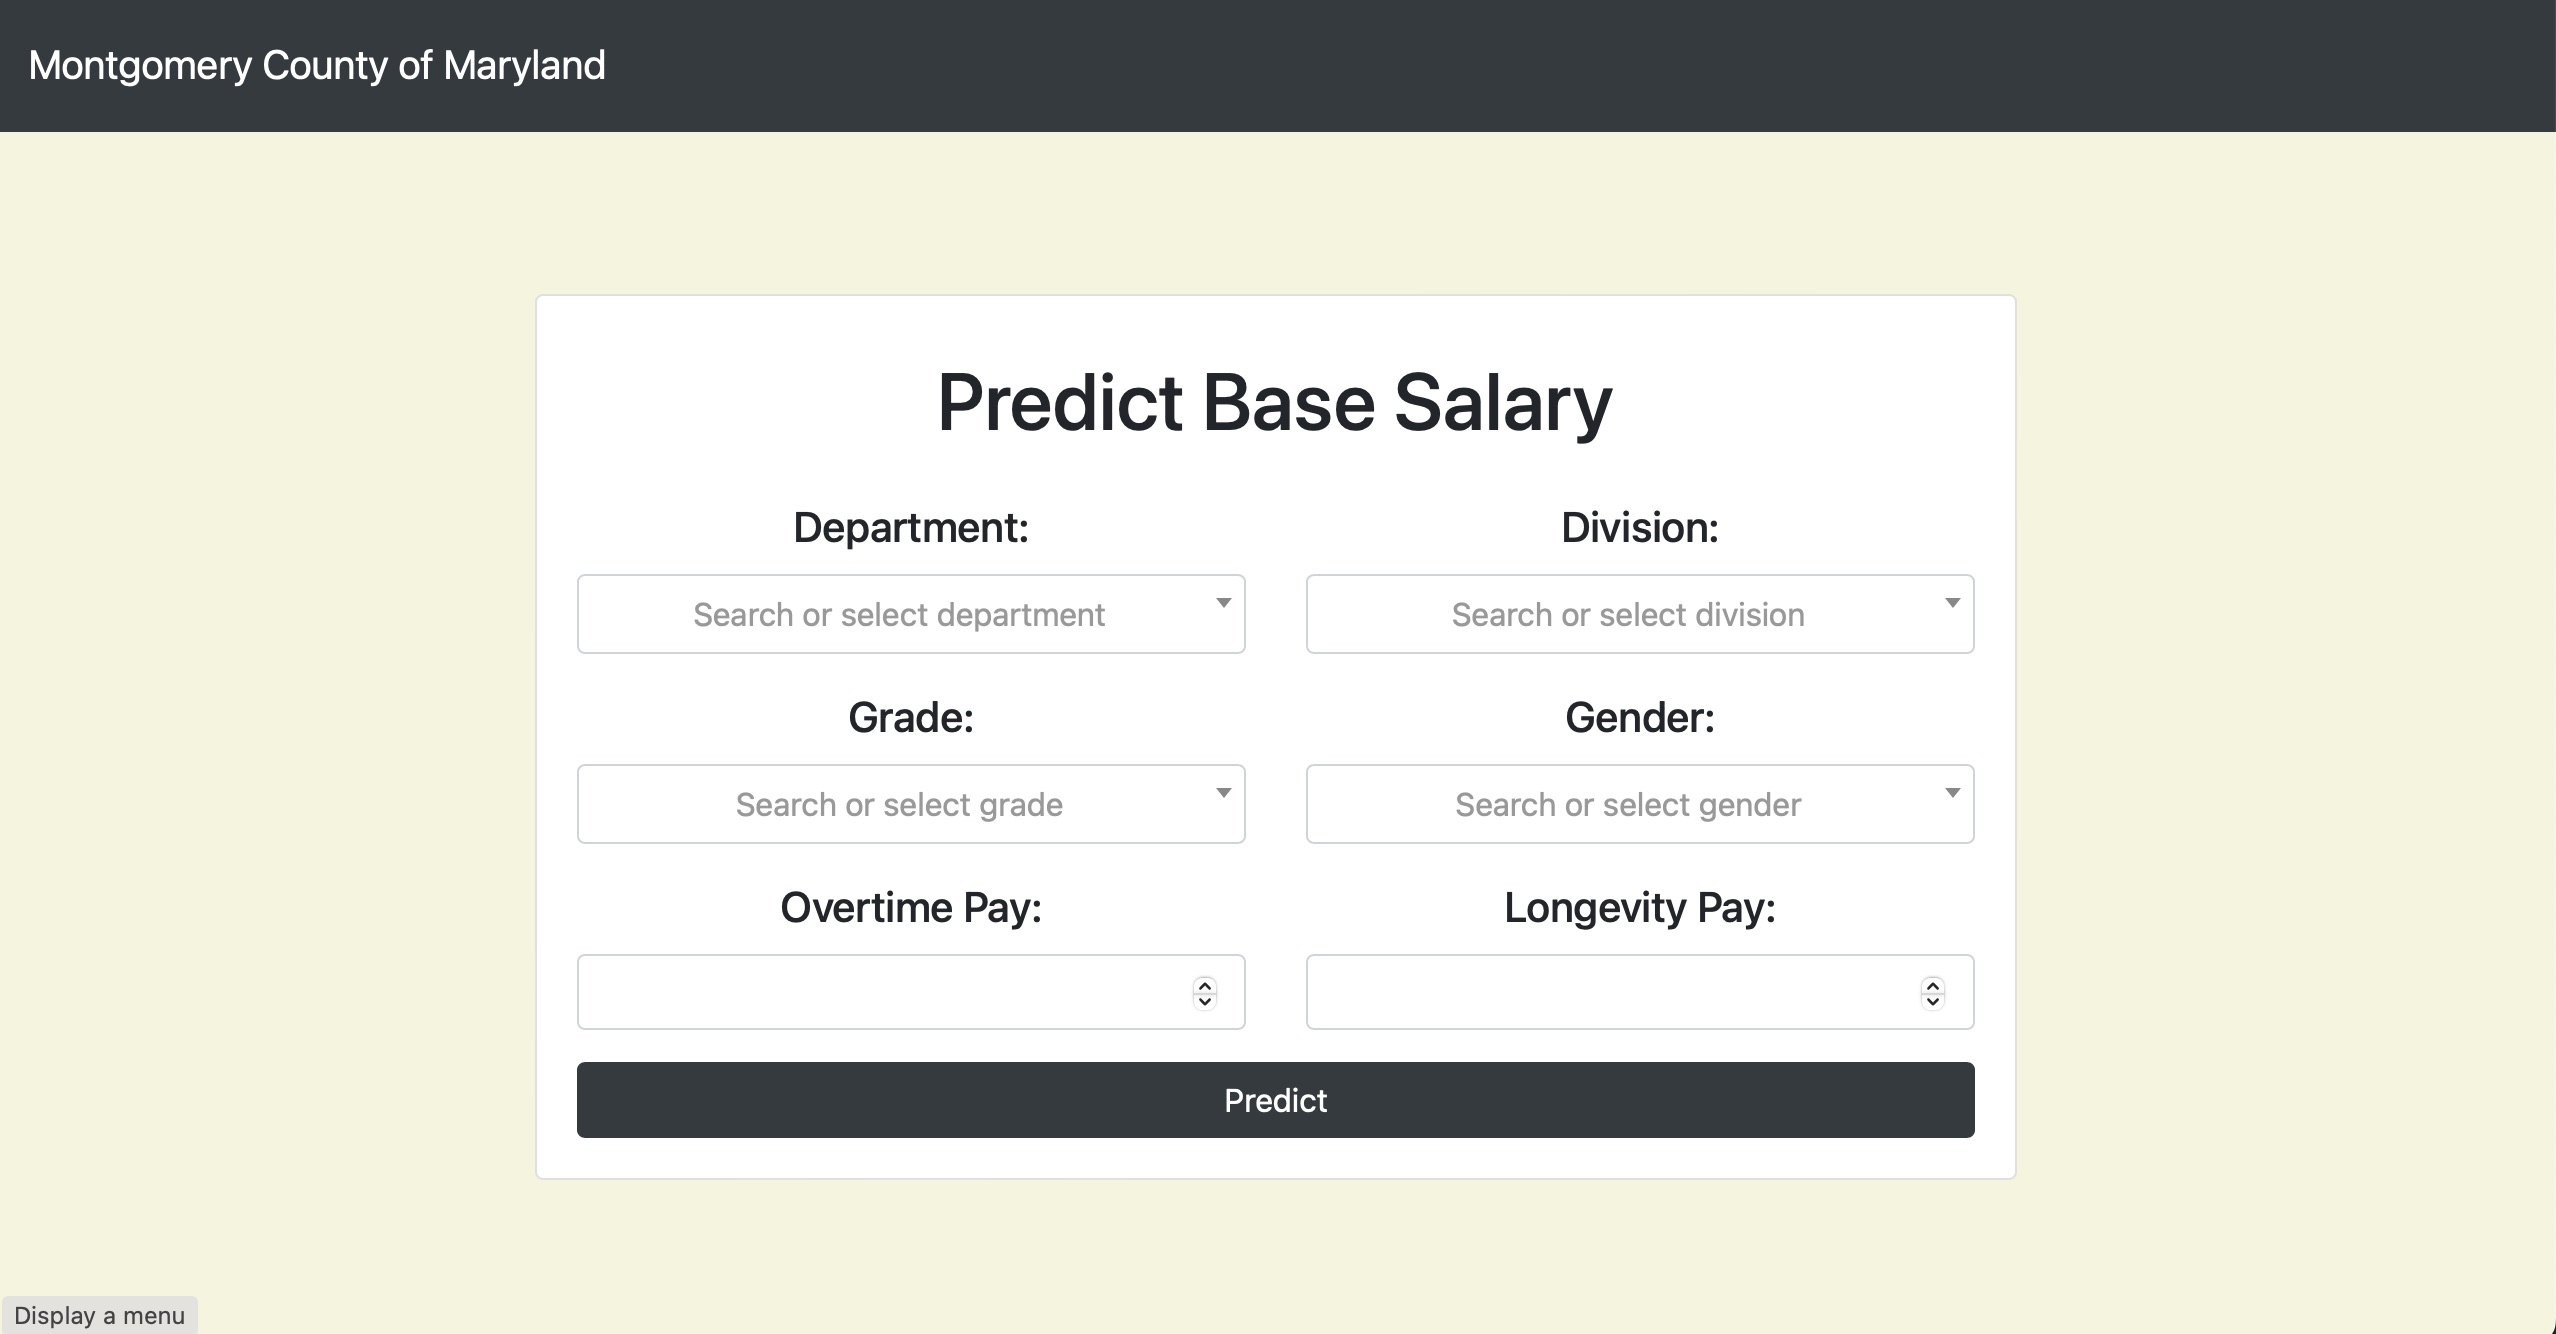 Montgomery County of Maryland
Predict Base Salary
Department:
Division:
Search or select department
Search or select division
Grade:
Gender:
Search or select grade
Search or select gender
Overtime Pay:
Longevity Pay:
Predict
Display a menu